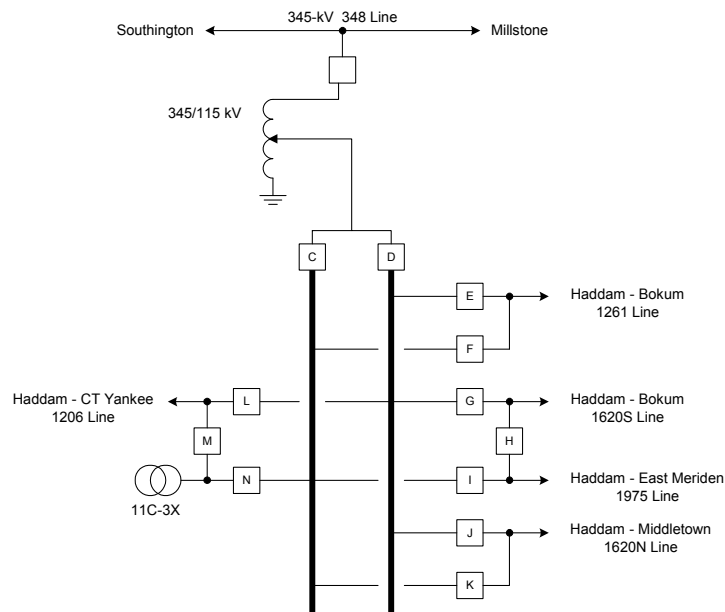 345-kV 348 Line
Southington
Millstone
345/115 kV
C
D
E
Haddam - Bokum
1261 Line
F
Haddam - CT Yankee
1206 Line
L
G
Haddam - Bokum
1620S Line
M
H
11C-3X
N
I
Haddam - East Meriden
1975 Line
J
Haddam - Middletown
1620N Line
K